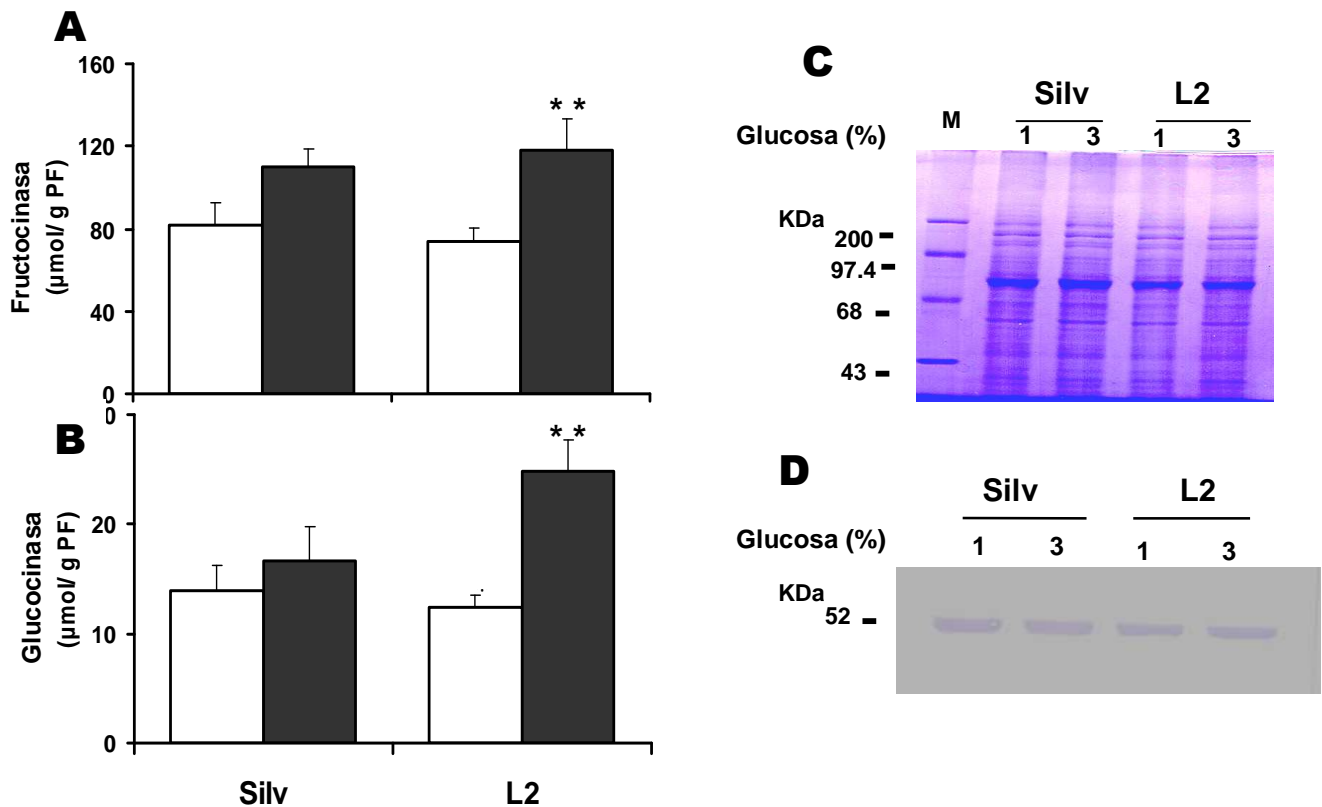 A
160
120
80
40
0
Fructocinasa
(µmol/ g PF)
* *
B
0
20
10
0
Glucocinasa
(µmol/ g PF)
* *
Silv L2
C
Silv L2
M
Glucosa (%) 1 3 1 3
KDa
200
97.4
68
43
D
Silv L2
Glucosa (%) 1 3 1 3
KDa
52